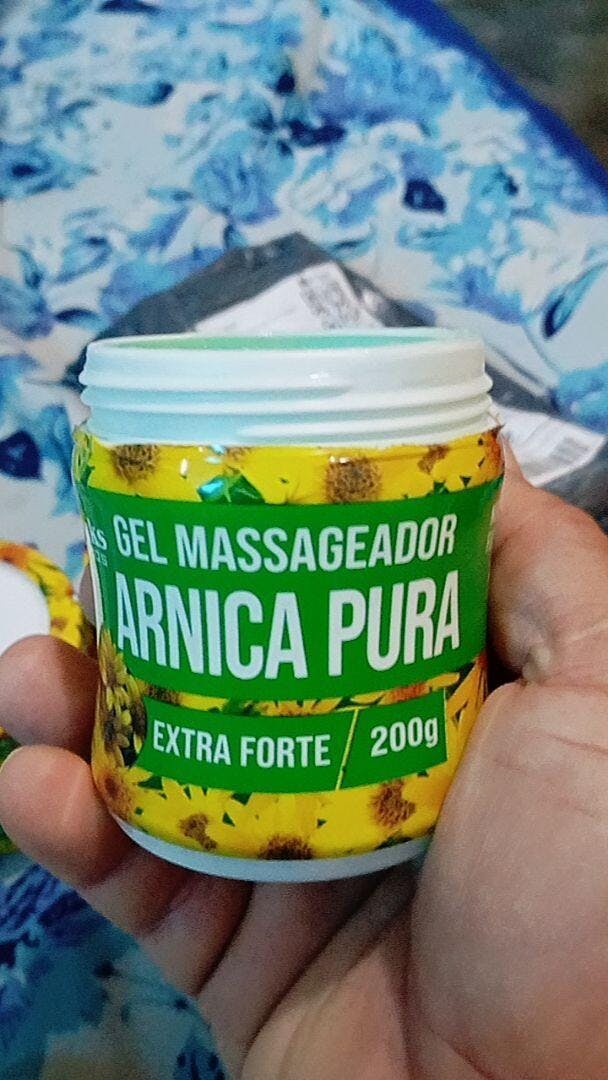 GEL MASSAGEADOR
ARNICA PURA
EXTRA FORTE
200g